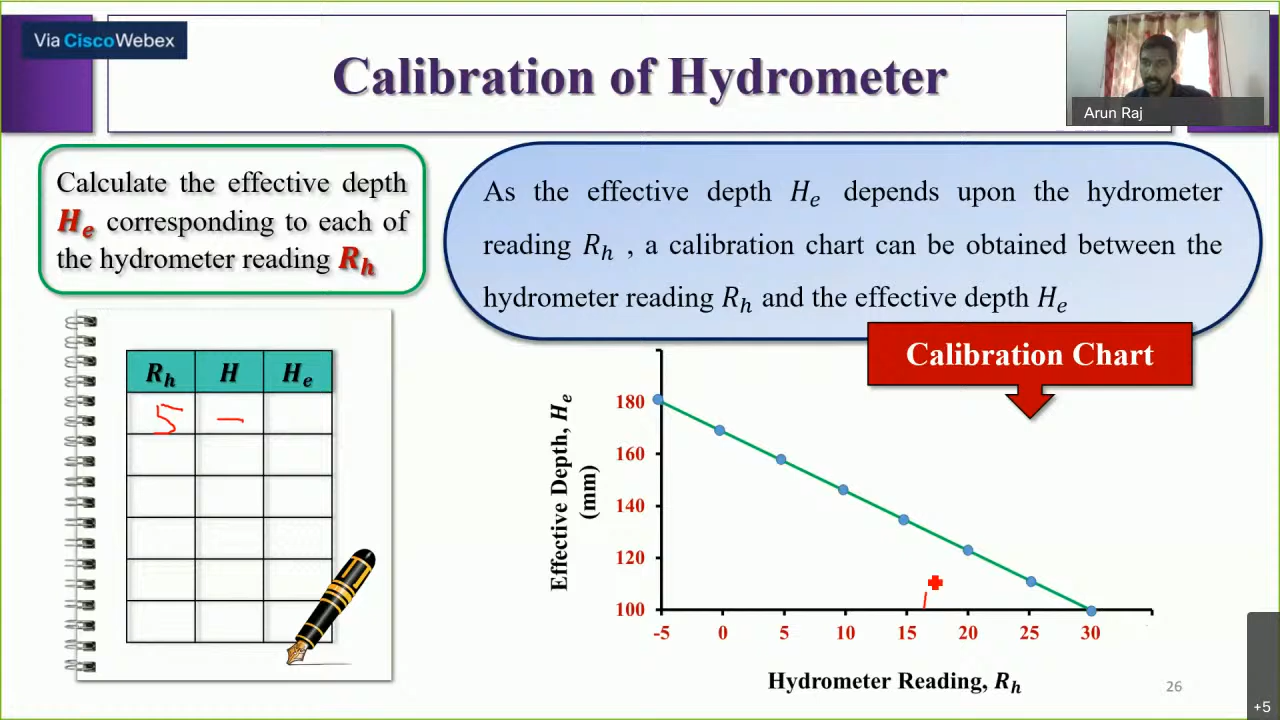 Via Cisco Webex
Calibration of Hydrometer
Arun Raj
Calculate the effective depth
H_e corresponding to each of
the hydrometer reading R_h
As the effective depth H_e depends upon the hydrometer
reading R_h , a calibration chart can be obtained between the
hydrometer reading R_h and the effective depth H_e
Calibration Chart
R_h H H_e
5 –
Effective Depth, H_e
(mm)
180
160
140
120
100
-5 0 5 10 15 20 25 30
Hydrometer Reading, R_h
26
+5